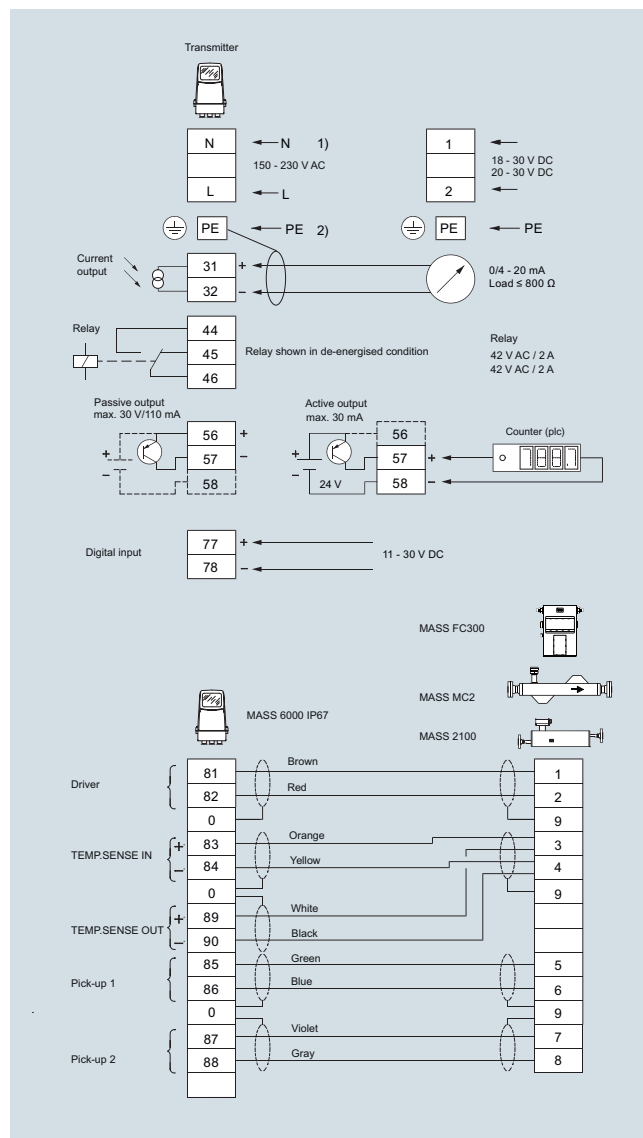 Transmitter
N
N 1)
150 - 230 V AC
L
L
1
18 - 30 V DC
20 - 30 V DC
2
PE
PE 2)
PE
PE
Current
output
31
+
32
–
0/4 - 20 mA
Load ≤ 800 Ω
Relay
44
45
46
Relay shown in de-energised condition
Relay
42 V AC / 2 A
42 V AC / 2 A
Passive output
max. 30 V/110 mA
+
–
56
+
57
–
58
Active output
max. 30 mA
+
–
24 V
56
57
+
58
–
Counter (plc)
Digital input
77
+
78
–
11 - 30 V DC
MASS FC300
MASS MC2
MASS 6000 IP67
MASS 2100
Driver
81
Brown
1
82
Red
2
0
9
TEMP.SENSE IN
+
83
Orange
3
–
84
Yellow
4
0
9
TEMP.SENSE OUT
+
89
White
–
90
Black
Pick-up 1
85
Green
5
86
Blue
6
0
9
Pick-up 2
87
Violet
7
88
Gray
8